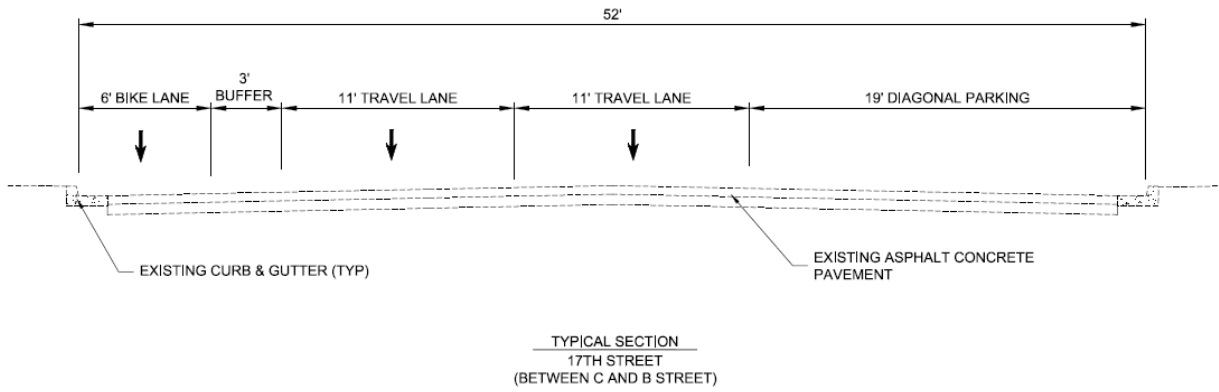 52'
3'
BUFFER
6' BIKE LANE
11' TRAVEL LANE
11' TRAVEL LANE
19' DIAGONAL PARKING
EXISTING CURB & GUTTER (TYP)
EXISTING ASPHALT CONCRETE
PAVEMENT
TYPICAL SECTION
17TH STREET
(BETWEEN C AND B STREET)